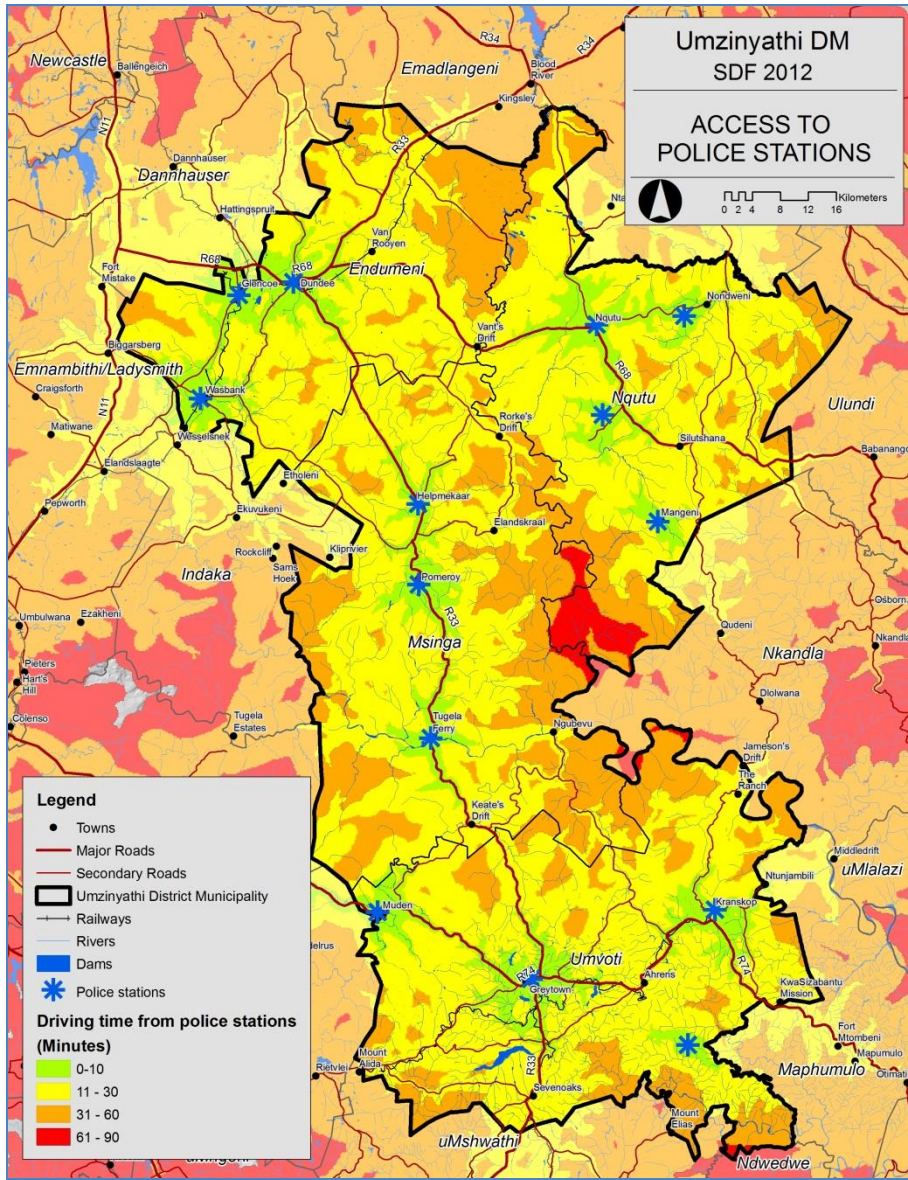 Umzinyathi DM
SDF 2012
ACCESS TO
POLICE STATIONS
Kilometers
0 2 4 8 12 16
R34
R34
Newcastle
Ballengeich
Emadlangeni
Blood
River
Kingsley
N11
R33
Dannhauser
Dannhauser
Hattingspruit
Nta
Van
Rooyen
R68
R68
Endumeni
Fort
Mistake
Glencoe
Dundee
Nondweni
Nqutu
Vant's
Drift
Biggarsberg
R68
Emnambithi/Ladysmith
Craigsforth
Wasbank
N11
Nqutu
Ulundi
Matiwane
Wesselsnek
Rorke's
Drift
Silutshana
Babanango
Elandslaagte
Etholeni
Pepworth
Helpmekaar
Ekuvukeni
Mangeni
Elandskraal
Rockcliff
Kliprivier
Sams
Hoek
Indaka
Pomeroy
Osborn
Umbulwana
Ezakheni
R33
Qudeni
Msinga
Nkandla
Nkandla
Pieters
Hart's
Hill
Dlolwana
Colenso
Tugela
Estates
Tugela
Ferry
Ngubevu
Jameson's
Drift
The
Ranch
Keate's
Drift
Middledrift
uMlalazi
Ntunjambili
Muden
Kranskop
delrus
Umvoti
R74
R74
Ahrens
Greytown
KwaSizabantu
Mission
Fort
Mtombeni
Mapumulo
Maphumulo
Otimati
Mount
Alida
Rietvlei
R33
Sevenoaks
Mount
Elias
uMshwathi
Ndwedwe
Legend
Towns
Major Roads
Secondary Roads
Umzinyathi District Municipality
Railways
Rivers
Dams
Police stations
Driving time from police stations
(Minutes)
0-10
11 - 30
31 - 60
61 - 90